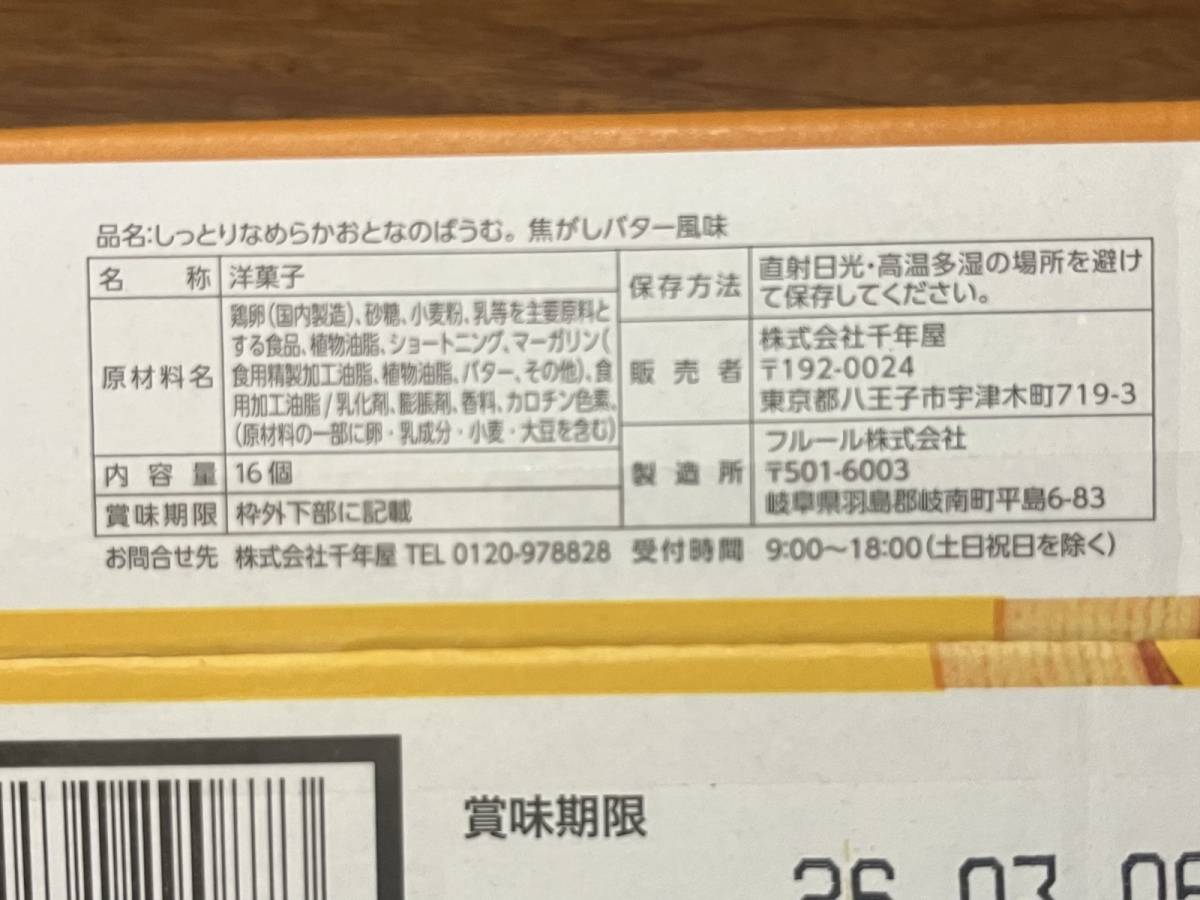 品名:しっとりなめらかおとなのばうむ。焦がしバター風味
名称 洋菓子
原材料名 鶏卵(国内製造)、砂糖、小麦粉、乳等を主要原料と
する食品、植物油脂、ショートニング、マーガリン(
食用精製加工油脂、植物油脂、バター、その他)、食
用加工油脂/乳化剤、膨脹剤、香料、カロチン色素、
(原材料の一部に卵・乳成分・小麦・大豆を含む)
内容量 16個
賞味期限 枠外下部に記載
保存方法 直射日光・高温多湿の場所を避け
て保存してください。
販売者 株式会社千年屋
〒192-0024
東京都八王子市宇津木町719-3
製造所 フルール株式会社
〒501-6003
岐阜県羽島郡岐南町平島6-83
お問合せ先 株式会社千年屋 TEL 0120-978828 受付時間 9:00〜18:00(土日祝日を除く)
賞味期限
26.03